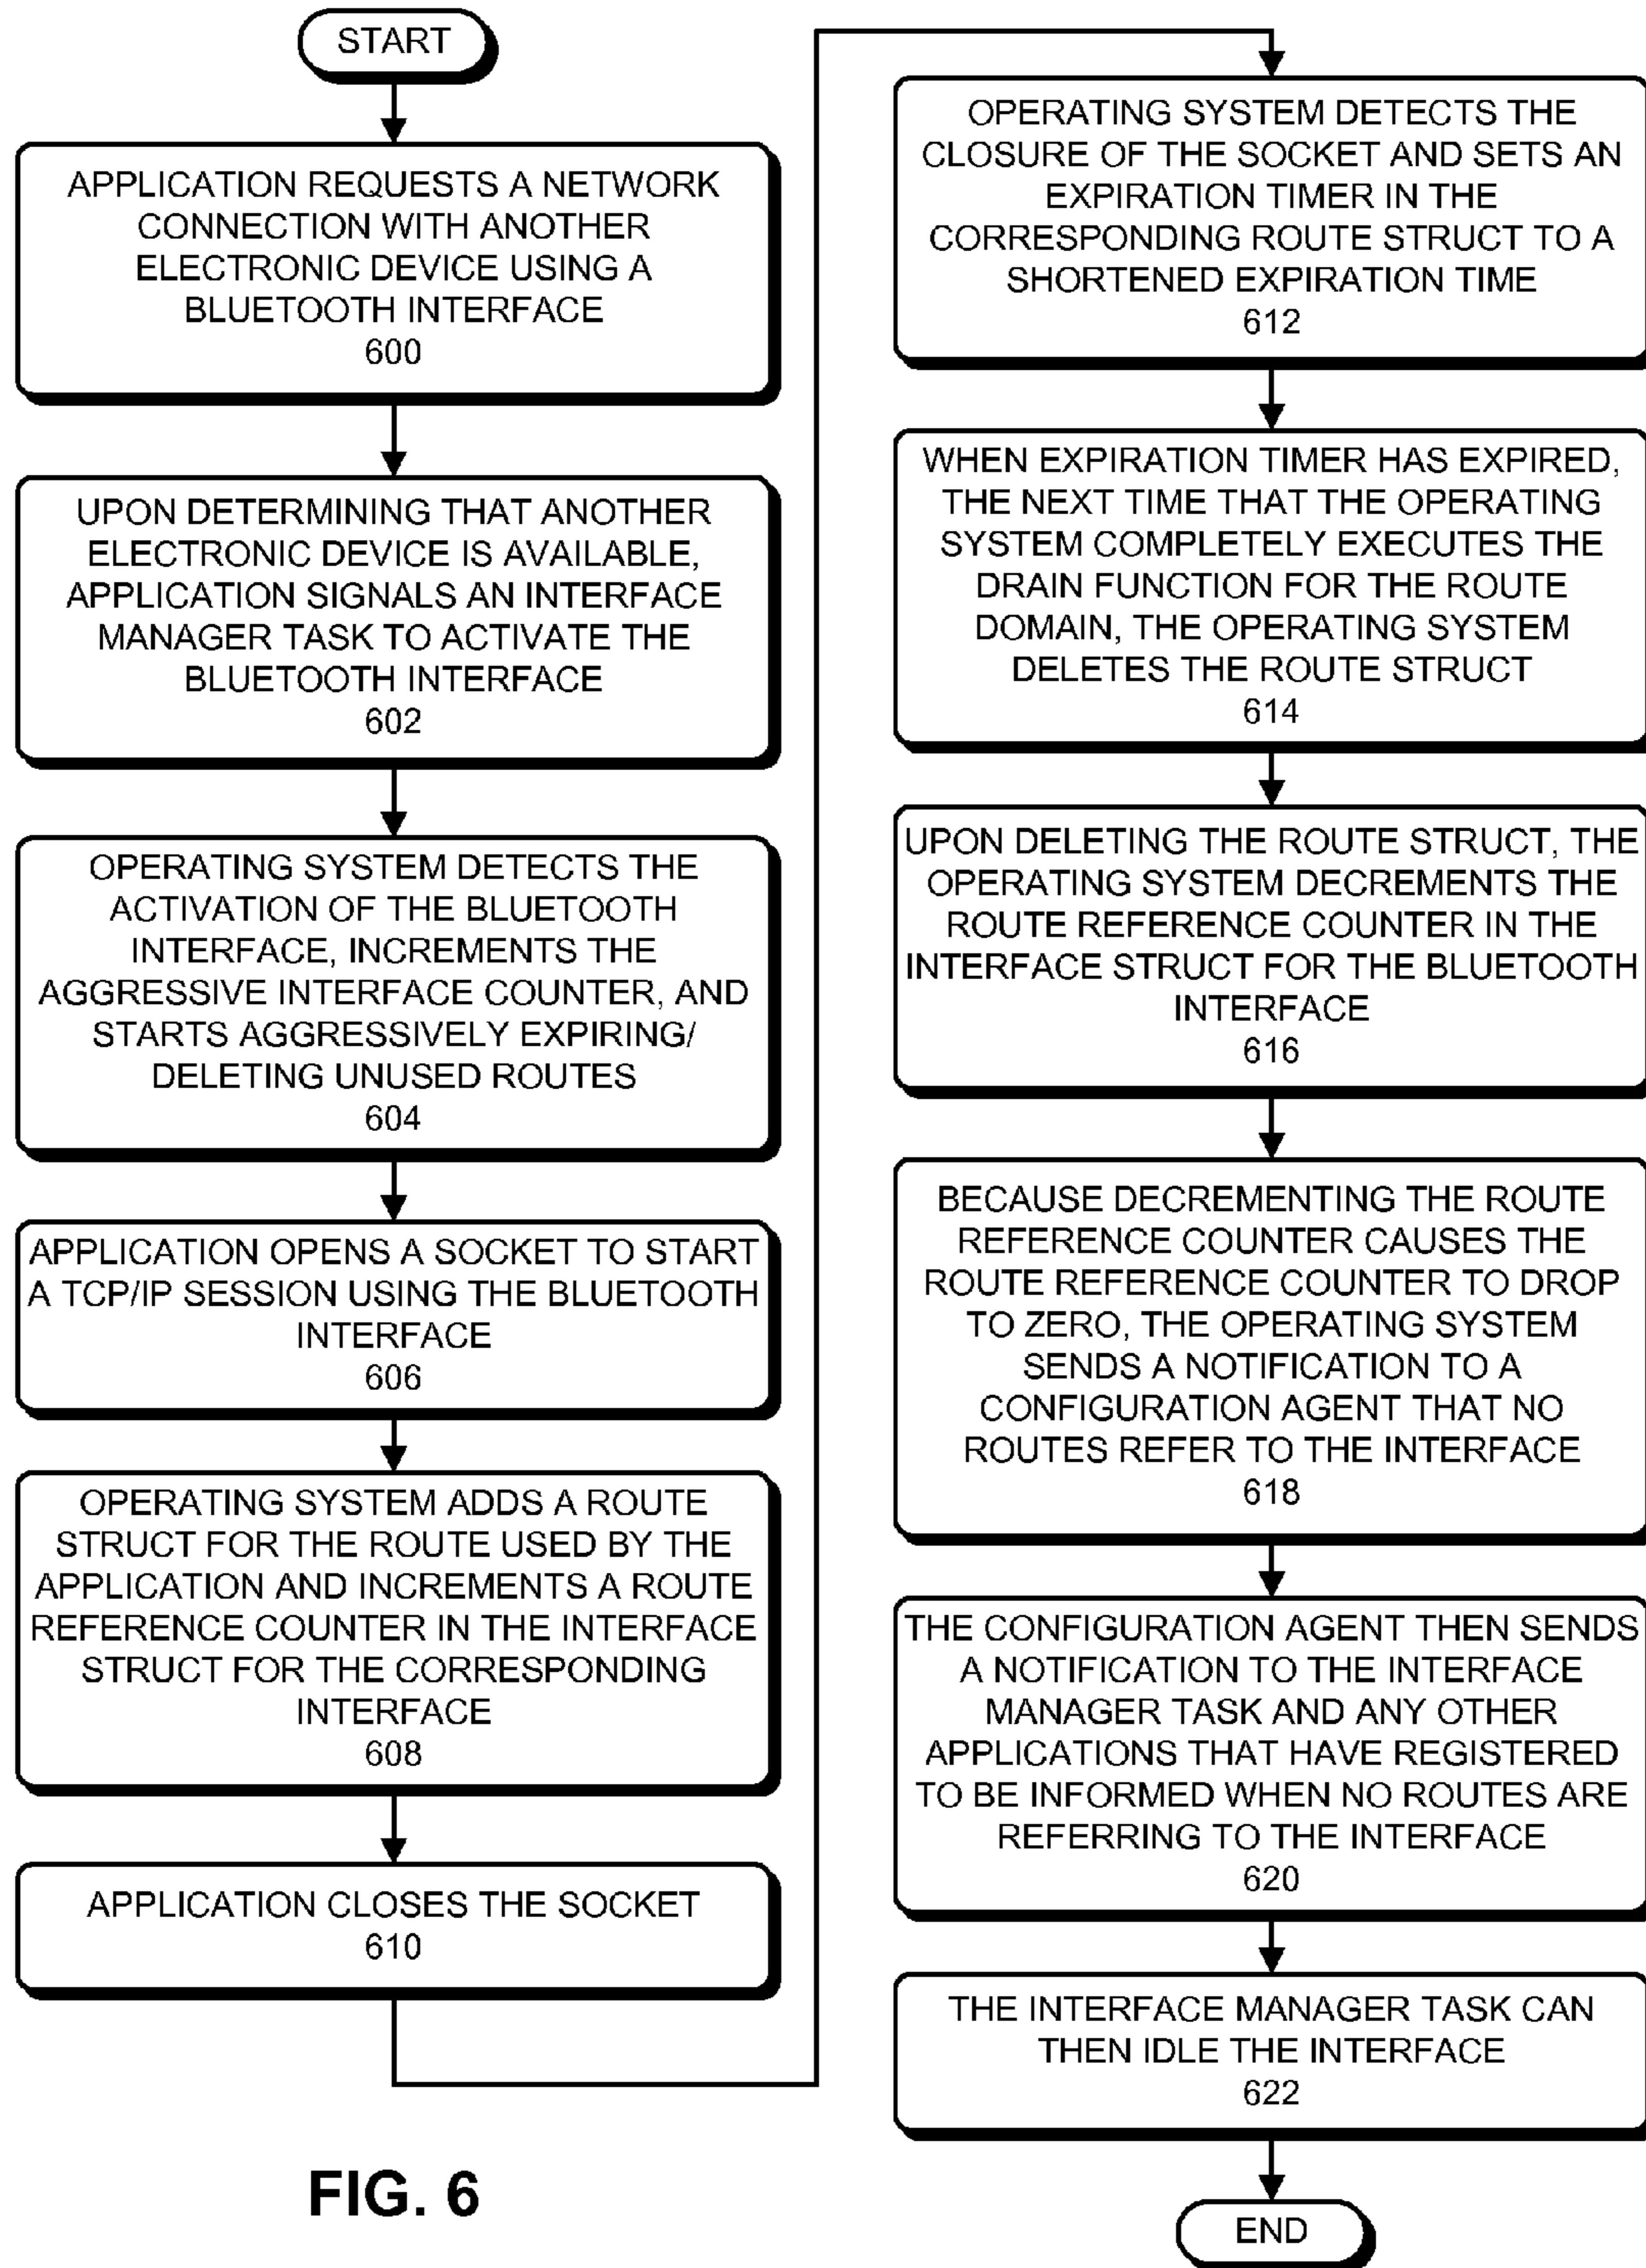 START
APPLICATION REQUESTS A NETWORK
CONNECTION WITH ANOTHER
ELECTRONIC DEVICE USING A
BLUETOOTH INTERFACE
600
UPON DETERMINING THAT ANOTHER
ELECTRONIC DEVICE IS AVAILABLE,
APPLICATION SIGNALS AN INTERFACE
MANAGER TASK TO ACTIVATE THE
BLUETOOTH INTERFACE
602
OPERATING SYSTEM DETECTS THE
ACTIVATION OF THE BLUETOOTH
INTERFACE, INCREMENTS THE
AGGRESSIVE INTERFACE COUNTER, AND
STARTS AGGRESSIVELY EXPIRING/
DELETING UNUSED ROUTES
604
APPLICATION OPENS A SOCKET TO START
A TCP/IP SESSION USING THE BLUETOOTH
INTERFACE
606
OPERATING SYSTEM ADDS A ROUTE
STRUCT FOR THE ROUTE USED BY THE
APPLICATION AND INCREMENTS A ROUTE
REFERENCE COUNTER IN THE INTERFACE
STRUCT FOR THE CORRESPONDING
INTERFACE
608
APPLICATION CLOSES THE SOCKET
610
OPERATING SYSTEM DETECTS THE
CLOSURE OF THE SOCKET AND SETS AN
EXPIRATION TIMER IN THE
CORRESPONDING ROUTE STRUCT TO A
SHORTENED EXPIRATION TIME
612
WHEN EXPIRATION TIMER HAS EXPIRED,
THE NEXT TIME THAT THE OPERATING
SYSTEM COMPLETELY EXECUTES THE
DRAIN FUNCTION FOR THE ROUTE
DOMAIN, THE OPERATING SYSTEM
DELETES THE ROUTE STRUCT
614
UPON DELETING THE ROUTE STRUCT, THE
OPERATING SYSTEM DECREMENTS THE
ROUTE REFERENCE COUNTER IN THE
INTERFACE STRUCT FOR THE BLUETOOTH
INTERFACE
616
BECAUSE DECREMENTING THE ROUTE
REFERENCE COUNTER CAUSES THE
ROUTE REFERENCE COUNTER TO DROP
TO ZERO, THE OPERATING SYSTEM
SENDS A NOTIFICATION TO A
CONFIGURATION AGENT THAT NO
ROUTES REFER TO THE INTERFACE
618
THE CONFIGURATION AGENT THEN SENDS
A NOTIFICATION TO THE INTERFACE
MANAGER TASK AND ANY OTHER
APPLICATIONS THAT HAVE REGISTERED
TO BE INFORMED WHEN NO ROUTES ARE
REFERRING TO THE INTERFACE
620
THE INTERFACE MANAGER TASK CAN
THEN IDLE THE INTERFACE
622
END
FIG. 6